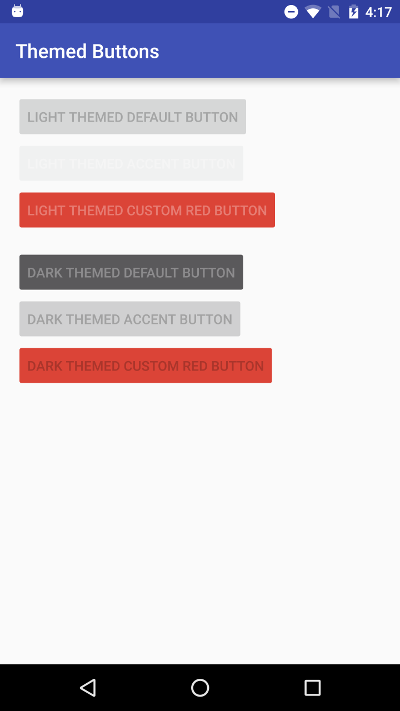 4:17
Themed Buttons
LIGHT THEMED DEFAULT BUTTON
LIGHT THEMED ACCENT BUTTON
LIGHT THEMED CUSTOM RED BUTTON
DARK THEMED DEFAULT BUTTON
DARK THEMED ACCENT BUTTON
DARK THEMED CUSTOM RED BUTTON